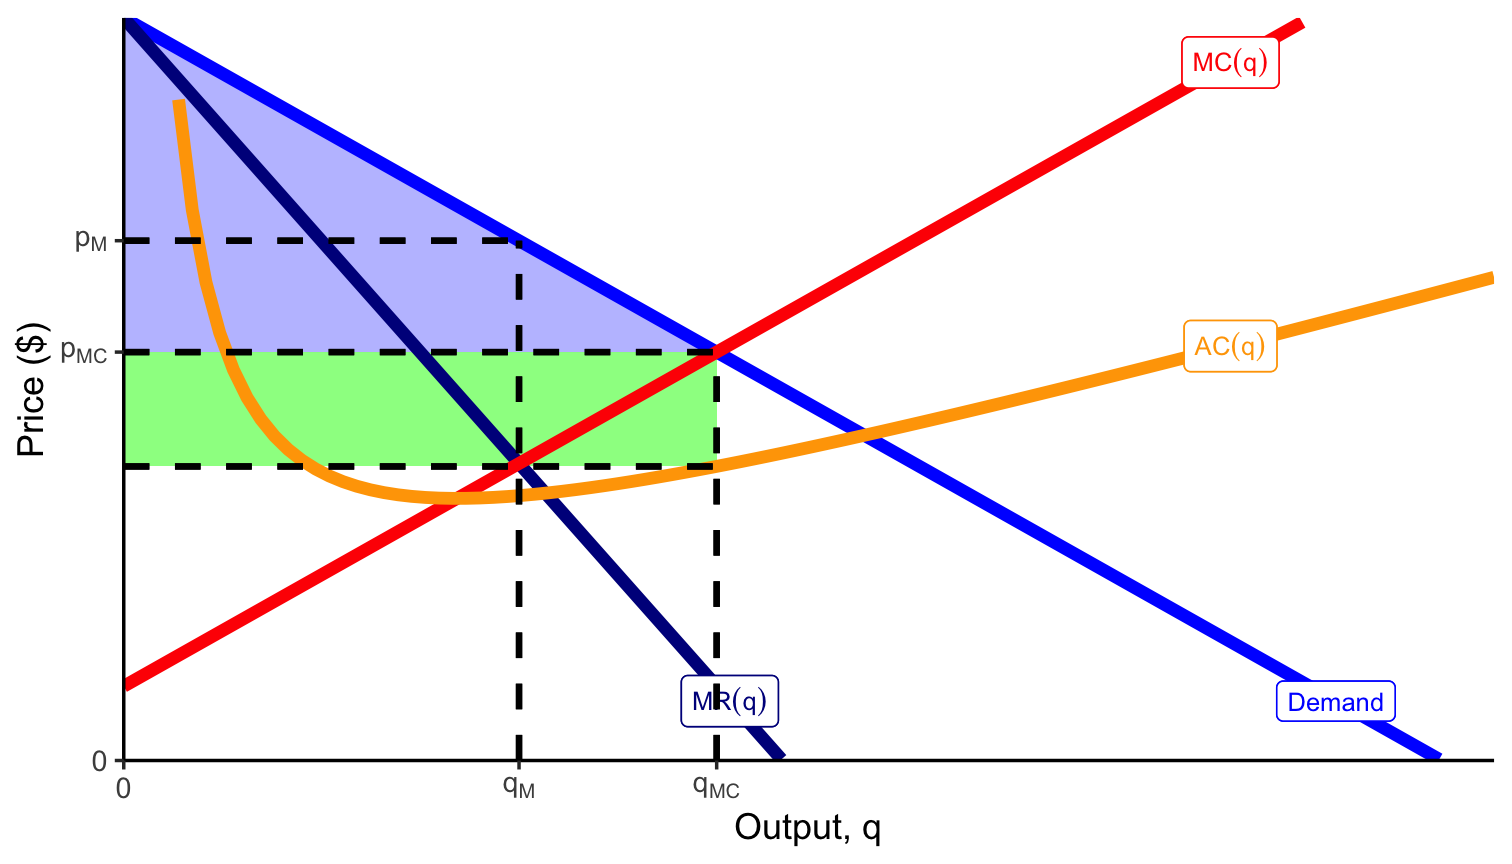 MC(q)
pM
AC(q)
pMC
Price ($)
MR(q)
Demand
0
0
qM
qMC
Output, q